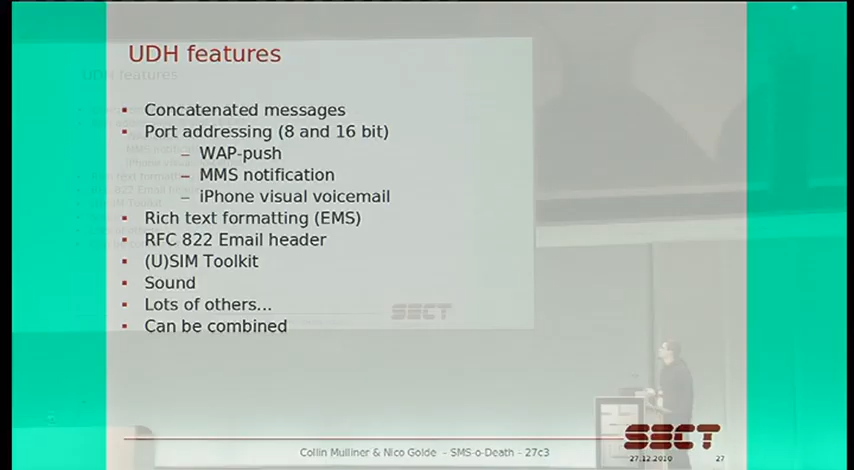 UDH features
Concatenated messages
Port addressing (8 and 16 bit)
– WAP-push
– MMS notification
– iPhone visual voicemail
Rich text formatting (EMS)
RFC 822 Email header
(U)SIM Toolkit
Sound
Lots of others...
Can be combined
SECT
Collin Mulliner & Nico Golde - SMS-o-Death - 27c3
27.12.2010
27